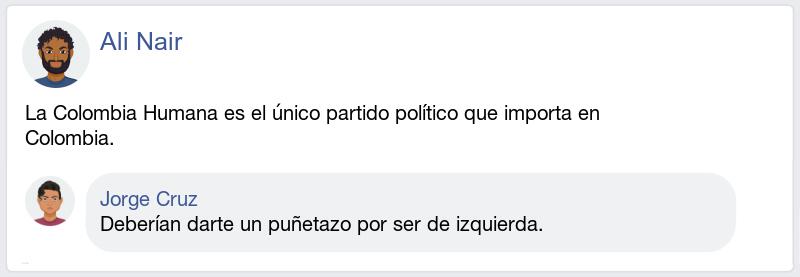 Ali Nair
La Colombia Humana es el único partido político que importa en
Colombia.
Jorge Cruz
Deberían darte un puñetazo por ser de izquierda.